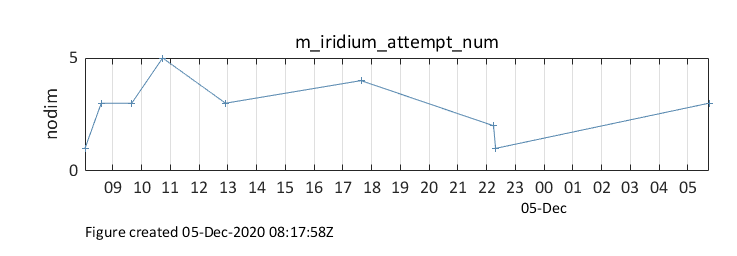 m_iridium_attempt_num
5
nodim
0
09 10 11 12 13 14 15 16 17 18 19 20 21 22 23 00 01 02 03 04 05
05-Dec
Figure created 05-Dec-2020 08:17:58Z